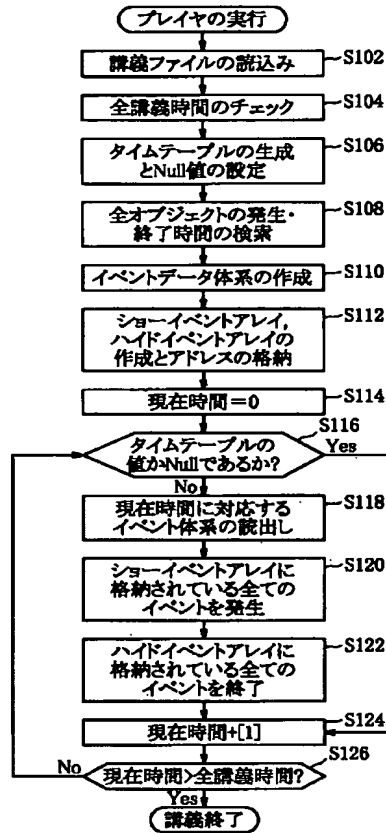 プレイヤの実行
講義ファイルの読込み
S102
全講義時間のチェック
S104
タイムテーブルの生成
とNull値の設定
S106
全オブジェクトの発生・
終了時間の検索
S108
イベントデータ体系の作成
S110
ショーイベントアレイ,
ハイドイベントアレイの
作成とアドレスの格納
S112
現在時間=0
S114
タイムテーブルの
値かNullであるか?
S116
Yes
No
現在時間に対応する
イベント体系の読出し
S118
ショーイベントアレイに
格納されている全ての
イベントを発生
S120
ハイドイベントアレイに
格納されている全ての
イベントを終了
S122
現在時間+[1]
S124
現在時間>全講義時間?
S126
No
Yes
講義終了